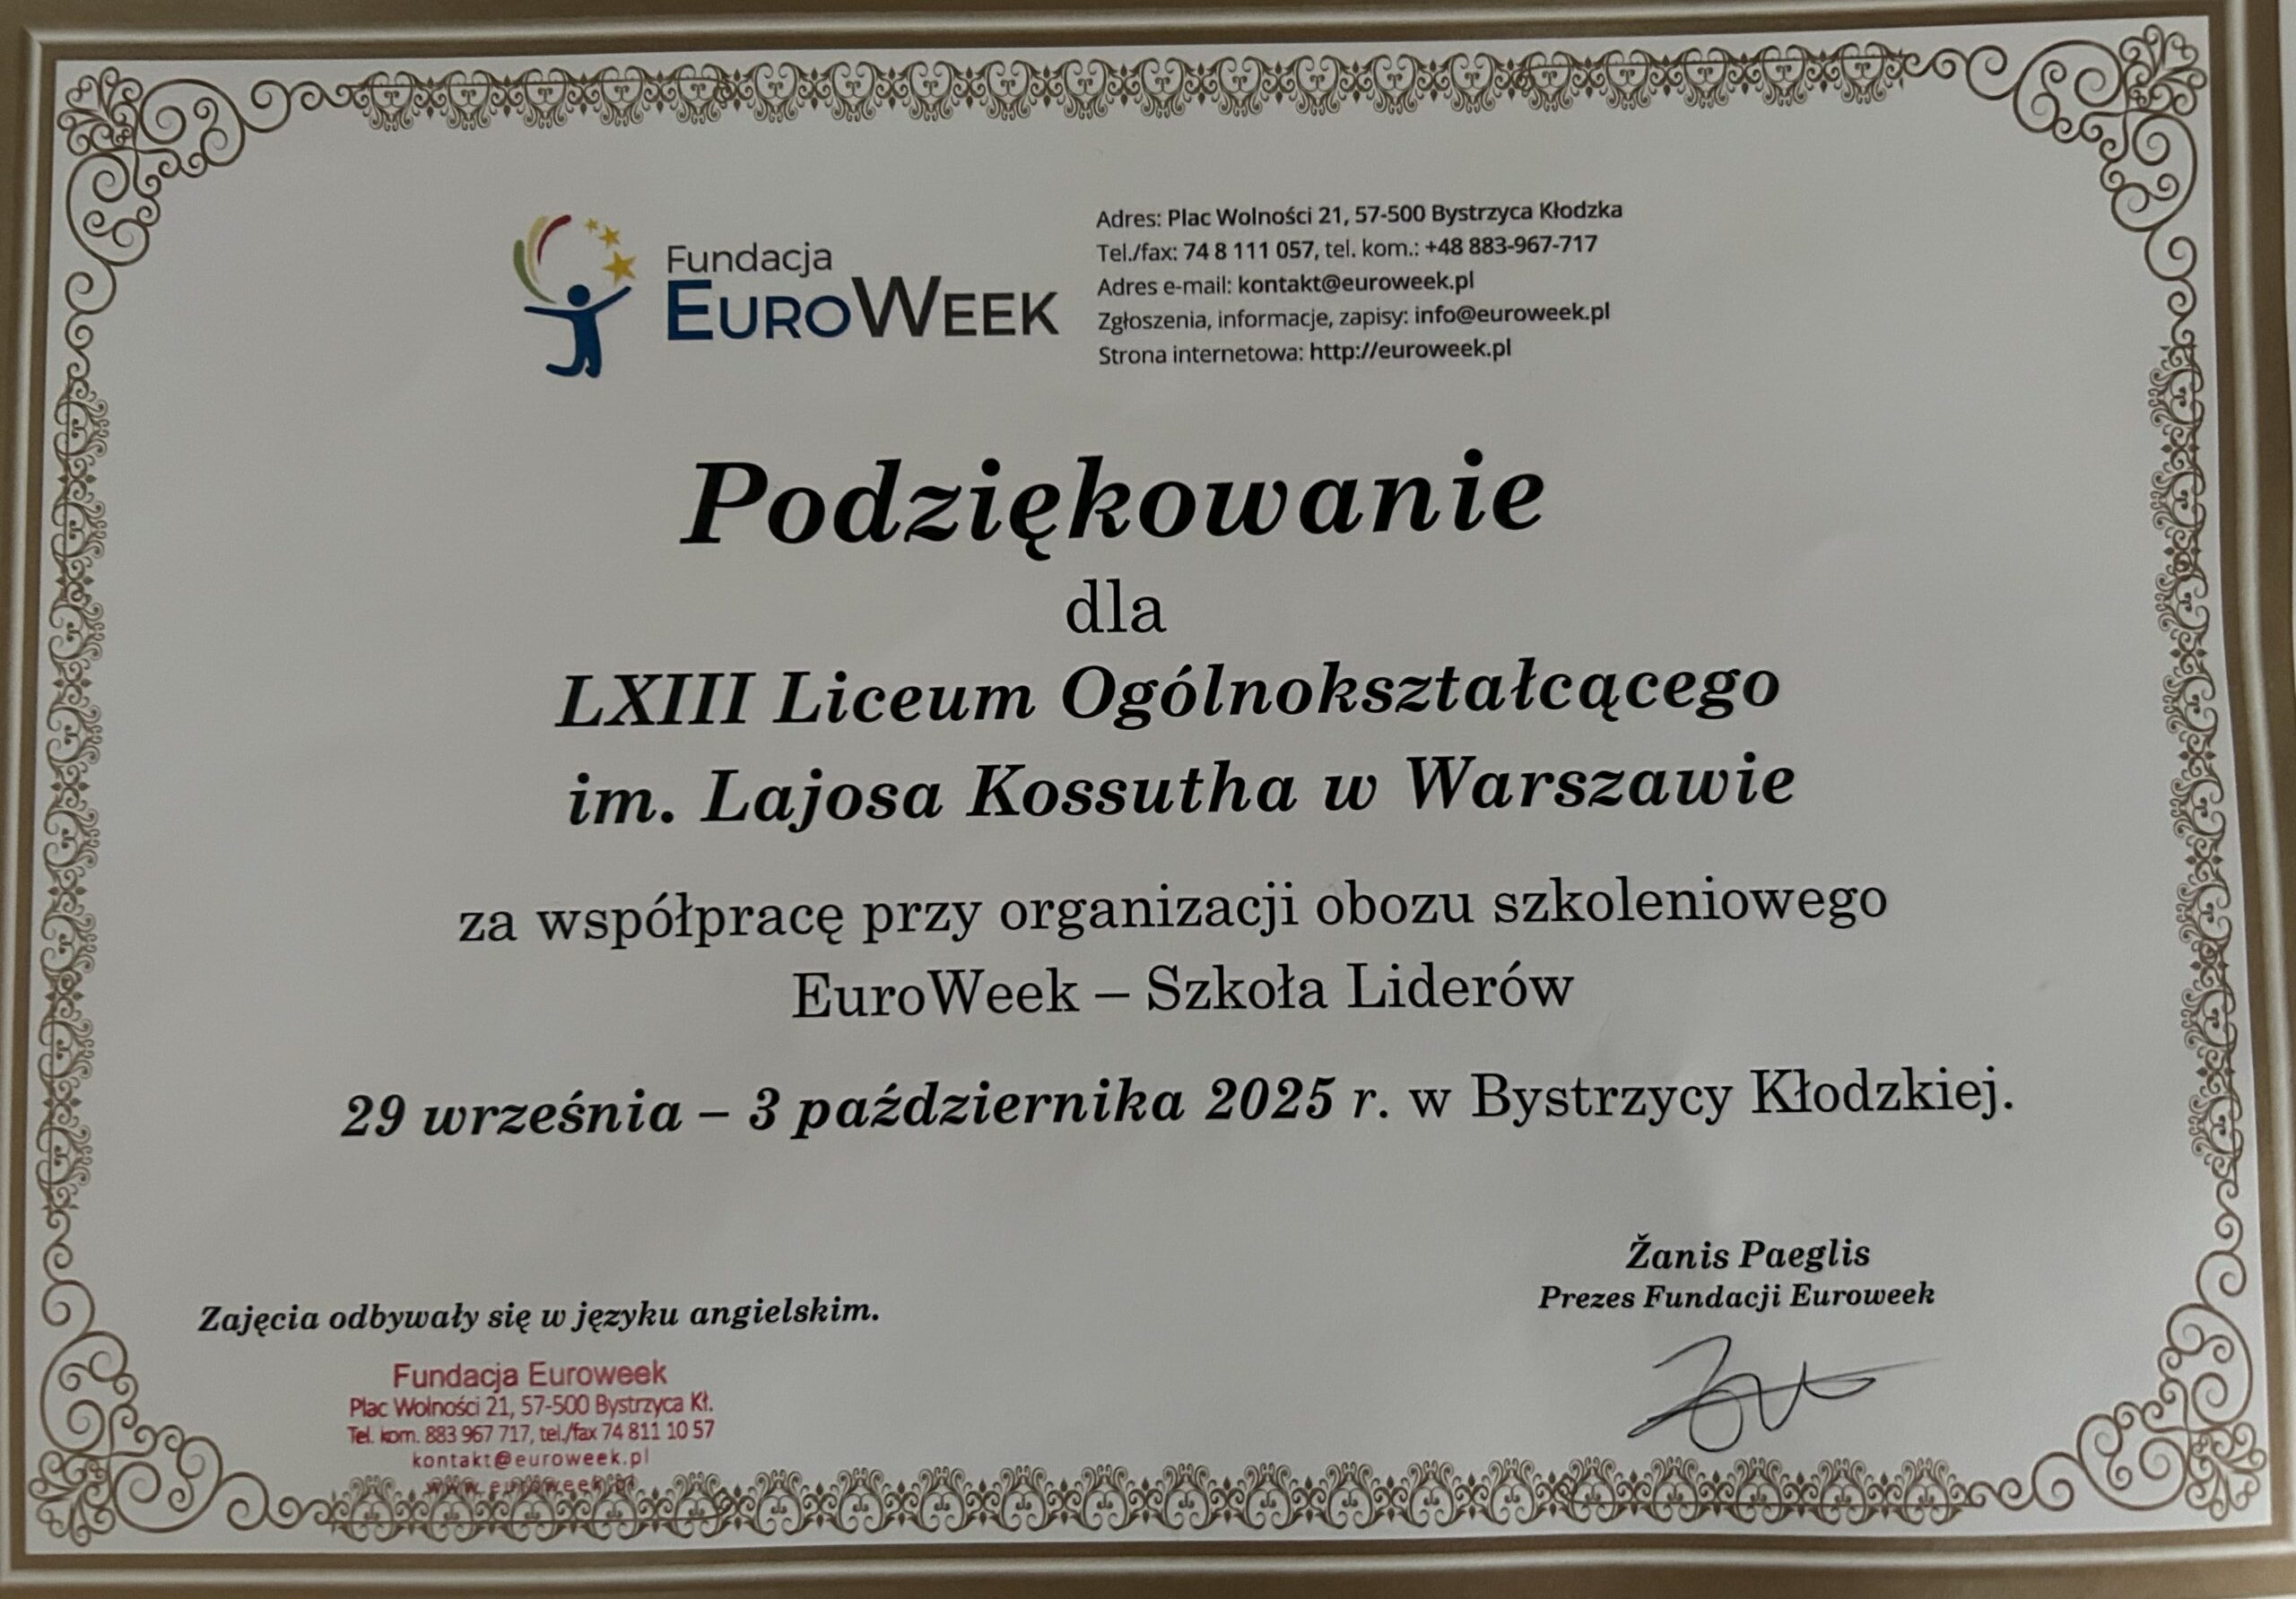 Fundacja
EUROWEEK
Adres: Plac Wolności 21, 57-500 Bystrzyca Kłodzka
Tel./fax: 74 8 111 057, tel. kom.: +48 883-967-717
Adres e-mail: kontakt@euroweek.pl
Zgłoszenia, informacje, zapisy: info@euroweek.pl
Strona internetowa: http://euroweek.pl
Podziękowanie
dla
LXIII Liceum Ogólnokształcącego
im. Lajosa Kossutha w Warszawie
za współpracę przy organizacji obozu szkoleniowego
EuroWeek – Szkoła Liderów
29 września – 3 października 2025 r. w Bystrzycy Kłodzkiej.
Žanis Paeglis
Prezes Fundacji Euroweek
Zajęcia odbywały się w języku angielskim.
Fundacja Euroweek
Plac Wolności 21, 57-500 Bystrzyca Kł.
Tel. kom. 883 967 717, tel./fax 74 811 10 57
kontakt@euroweek.pl
www.euroweek.pl